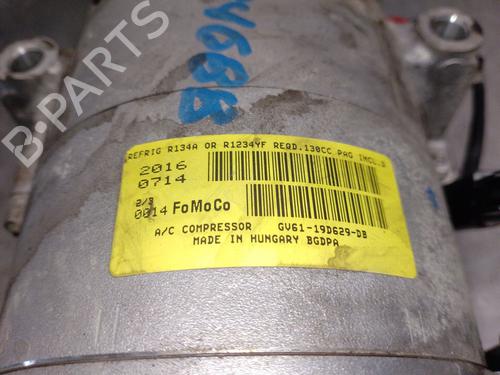 V6BB
B-PARTS
REFRIG R134A OR R1234YF REQD.130CC PAG INCL.
2016
0714
2/3
0014 FoMoCo
A/C COMPRESSOR GV61-19D629-DB
MADE IN HUNGARY BGDPA